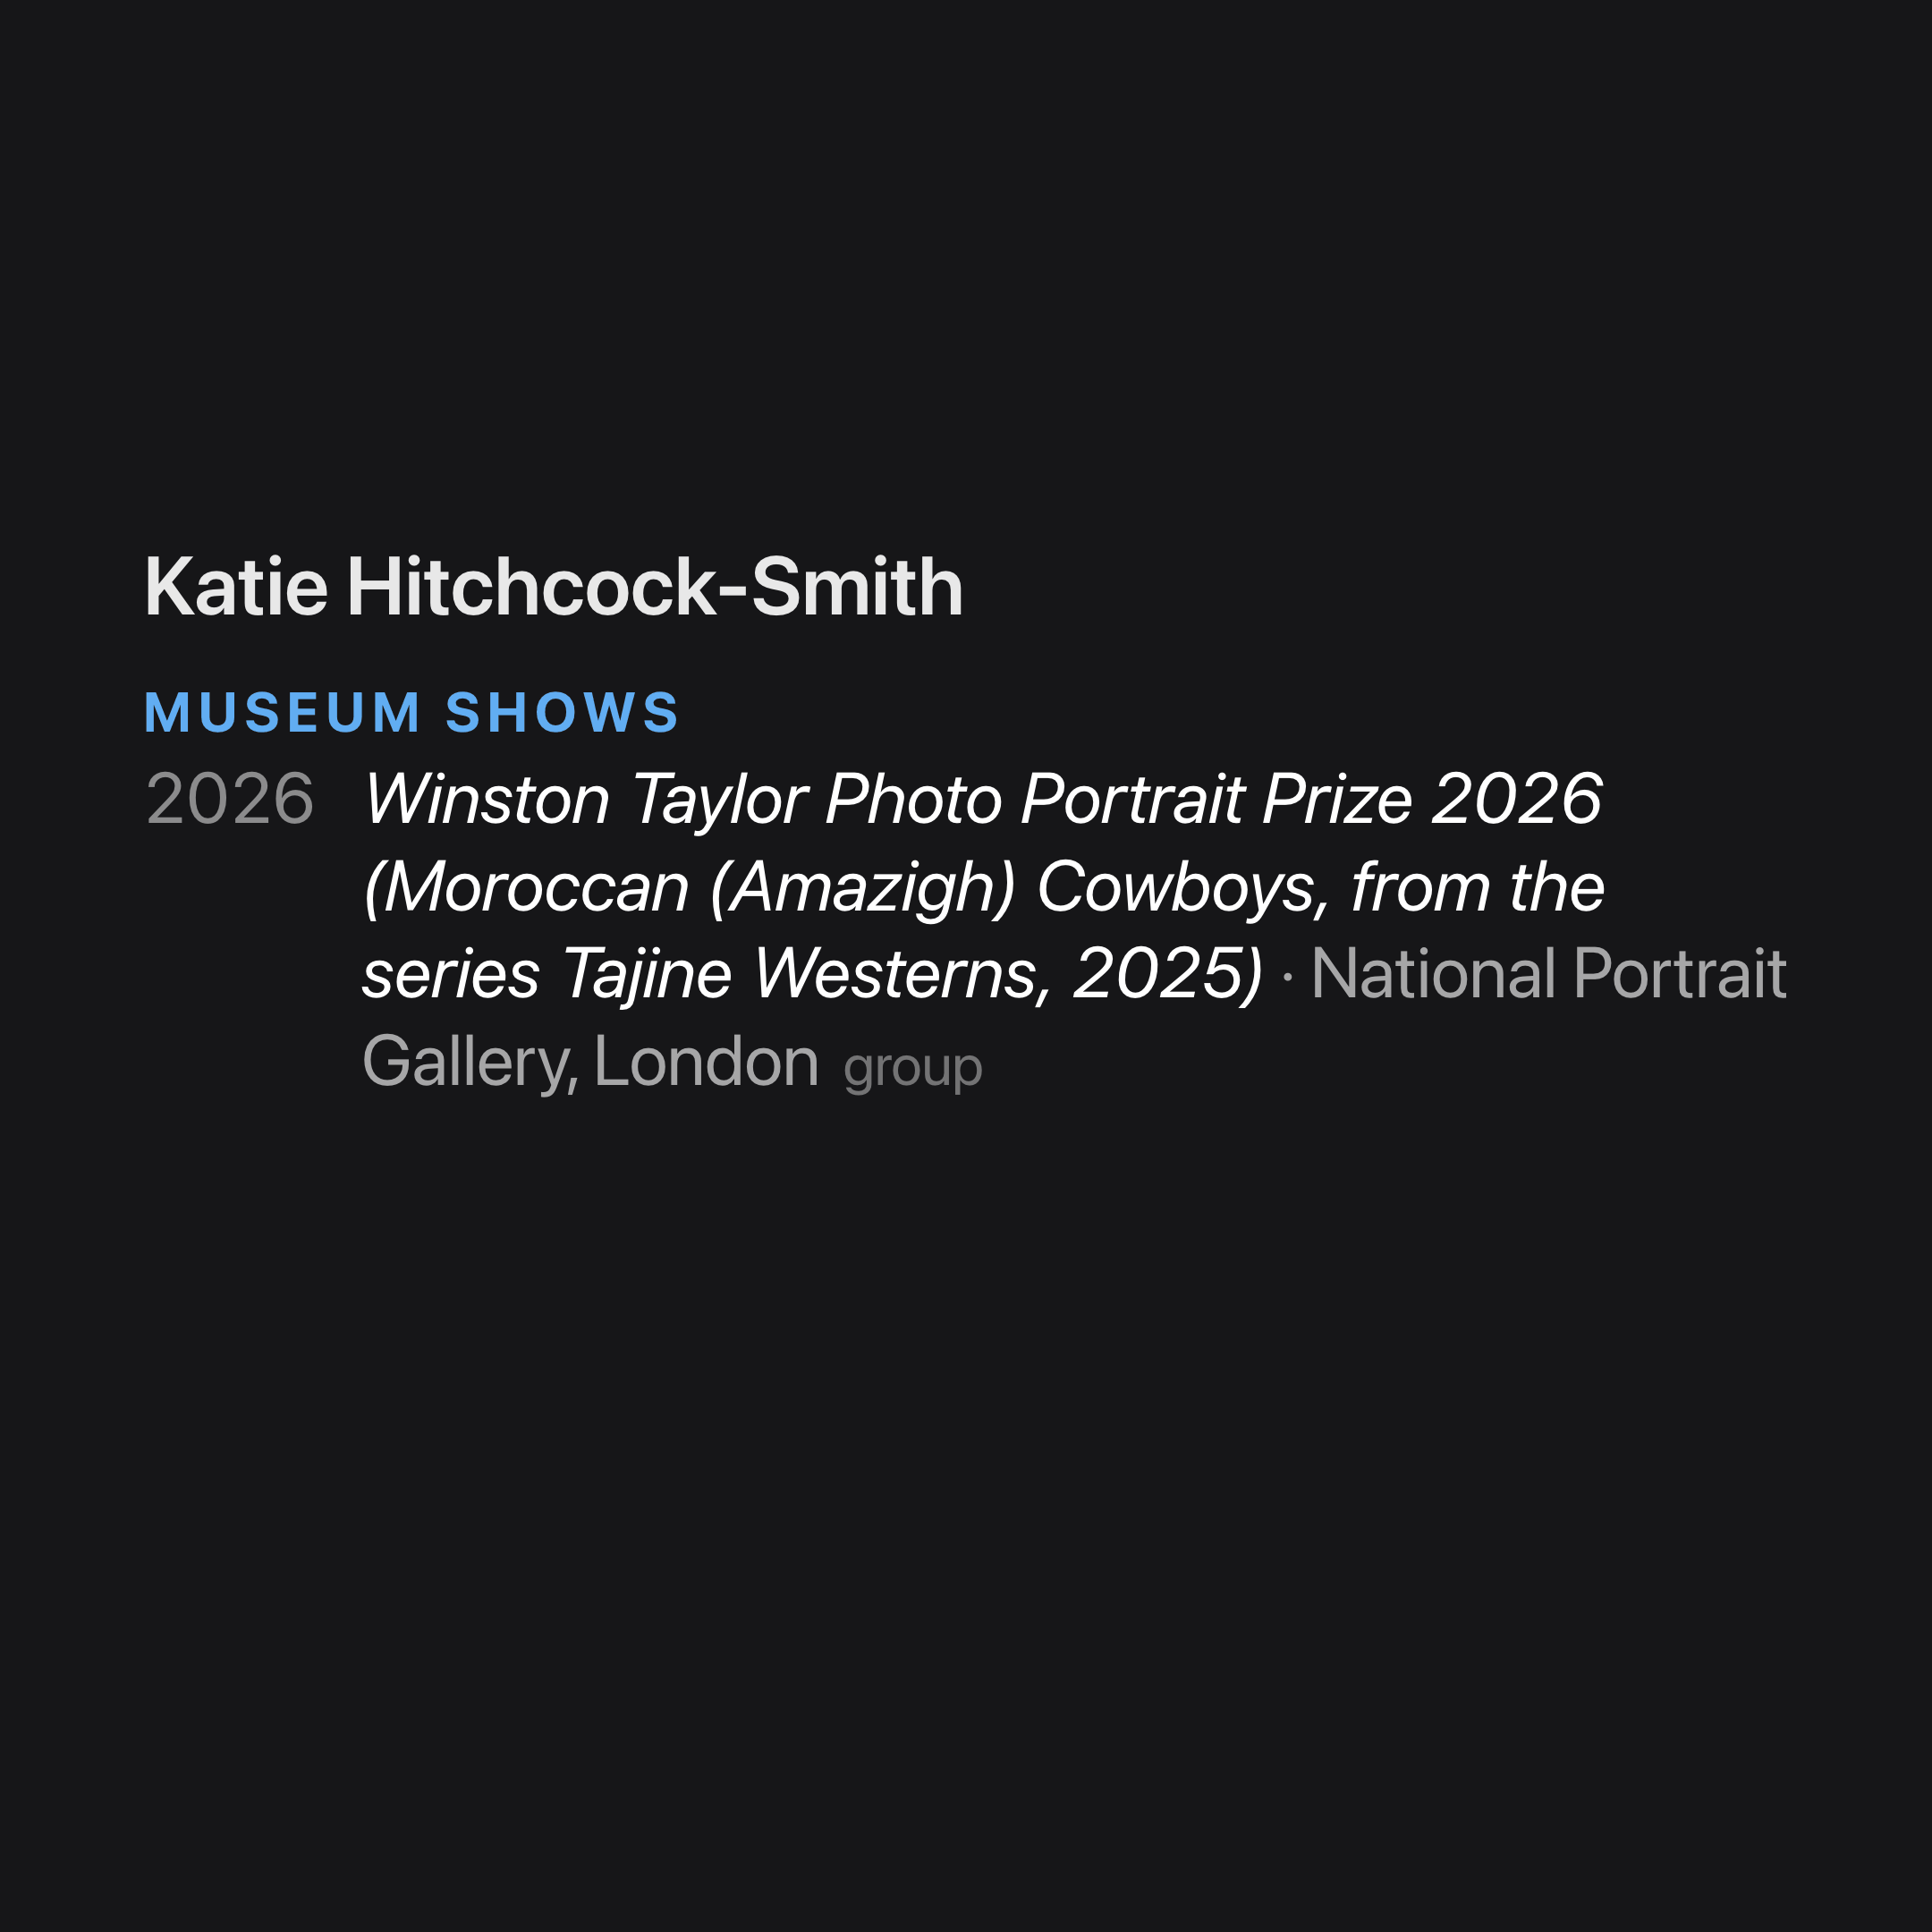 Katie Hitchcock-Smith
MUSEUM SHOWS
2026 Winston Taylor Photo Portrait Prize 2026
(Moroccan (Amazigh) Cowboys, from the
series Tajine Westerns, 2025) · National Portrait
Gallery, London group